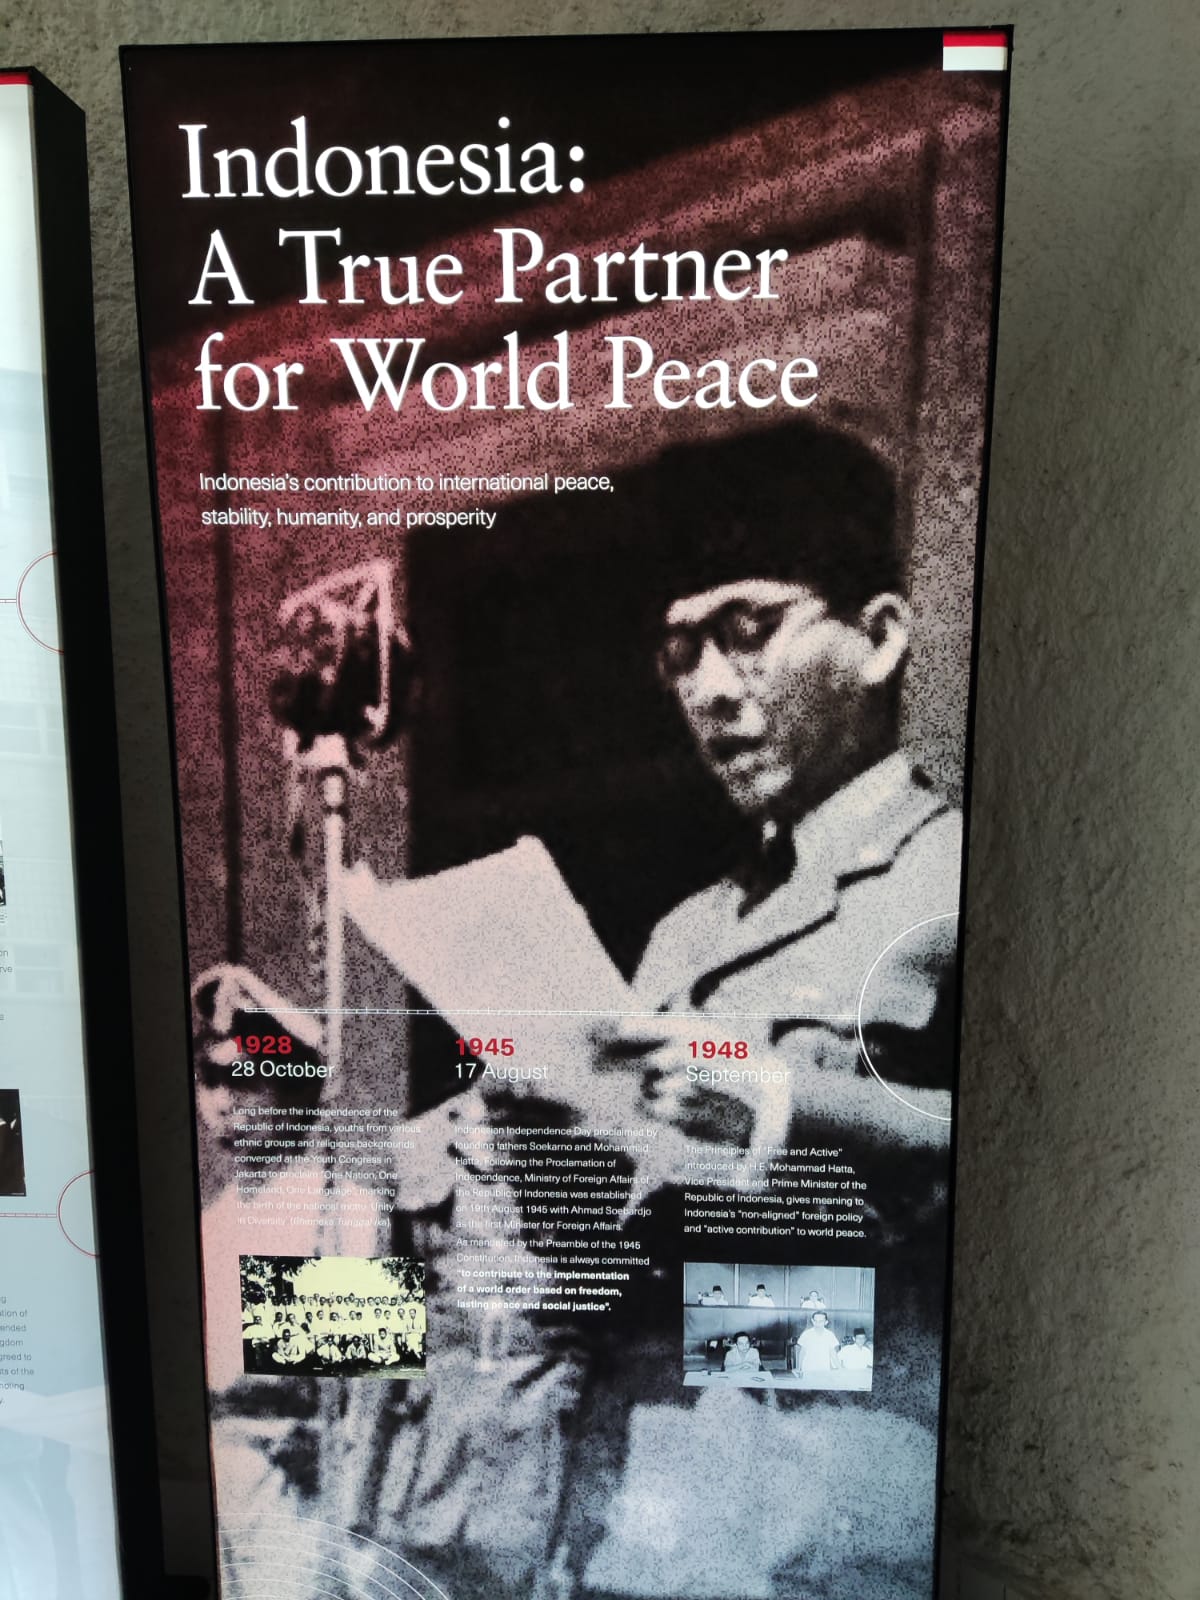 Indonesia:
A True Partner
for World Peace
Indonesia's contribution to international peace,
stability, humanity, and prosperity
1928
28 October
Long before the independence of the
Republic of Indonesia, youths from various
ethnic groups and religious backgrounds
converged at the Youth Congress in
Jakarta to proclaim "One Nation, One
Homeland, One Language", marking
the birth of the national motto: Unity
in Diversity (Bhinneka Tunggal Ika).
1945
17 August
Indonesian Independence Day proclaimed by
founding fathers Soekarno and Mohammad
Hatta. Following the Proclamation of
Independence, Ministry of Foreign Affairs of
the Republic of Indonesia was established
on 19th August 1945 with Ahmad Soebardjo
as the first Minister for Foreign Affairs.
As mandated by the Preamble of the 1945
Constitution, Indonesia is always committed
"to contribute to the implementation
of a world order based on freedom,
lasting peace and social justice".
1948
September
The Principles of "Free and Active"
introduced by H.E. Mohammad Hatta,
Vice President and Prime Minister of the
Republic of Indonesia, gives meaning to
Indonesia's "non-aligned" foreign policy
and "active contribution" to world peace.